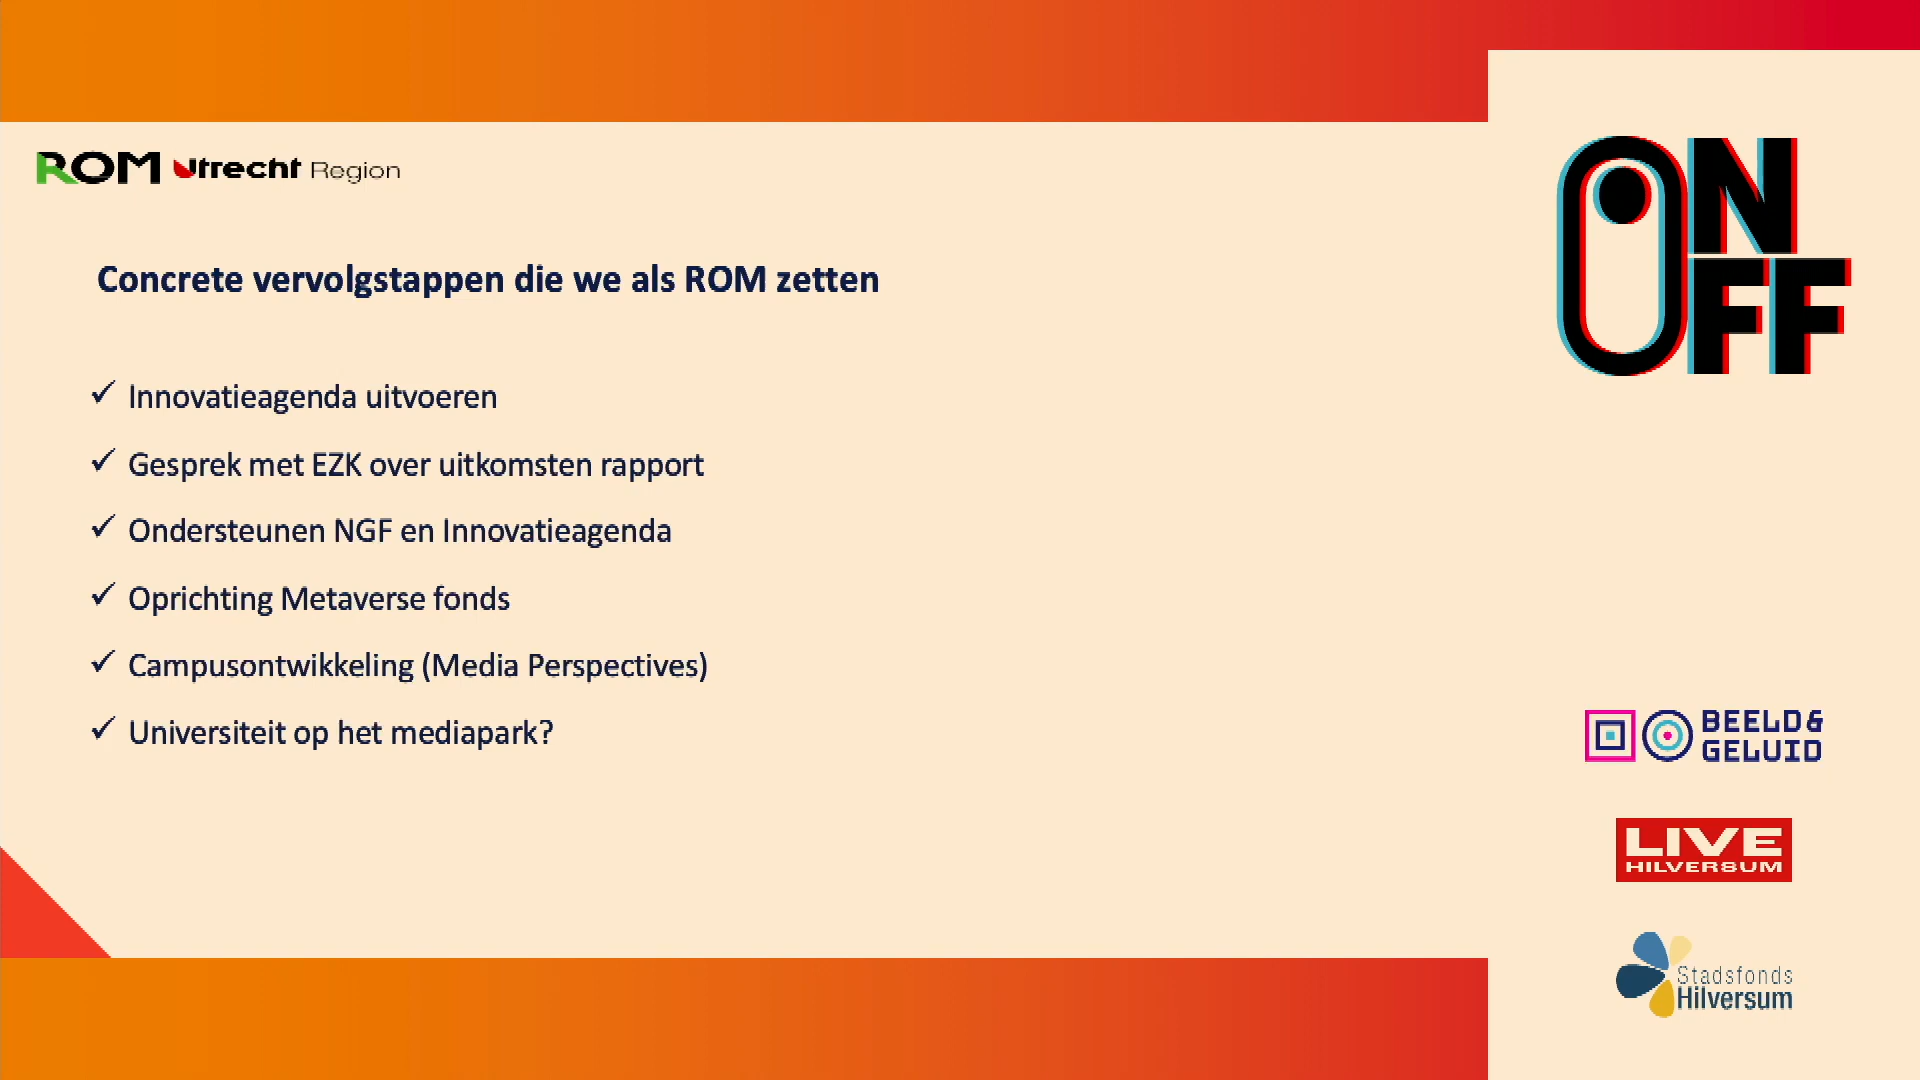 ROM Utrecht Region
Concrete vervolgstappen die we als ROM zetten
✓ Innovatieagenda uitvoeren
✓ Gesprek met EZK over uitkomsten rapport
✓ Ondersteunen NGF en Innovatieagenda
✓ Oprichting Metaverse fonds
✓ Campusontwikkeling (Media Perspectives)
✓ Universiteit op het mediapark?
ON
OFF
BEELD&
GELUID
LIVE
HILVERSUM
Stadsfonds
Hilversum